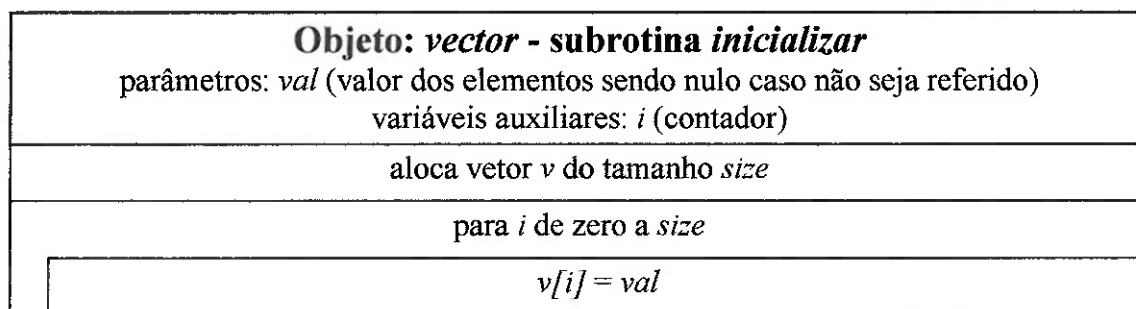 Objeto: vector - subrotina inicializar
parâmetros: val (valor dos elementos sendo nulo caso não seja referido)
variáveis auxiliares: i (contador)
aloca vetor v do tamanho size
para i de zero a size
v[i] = val